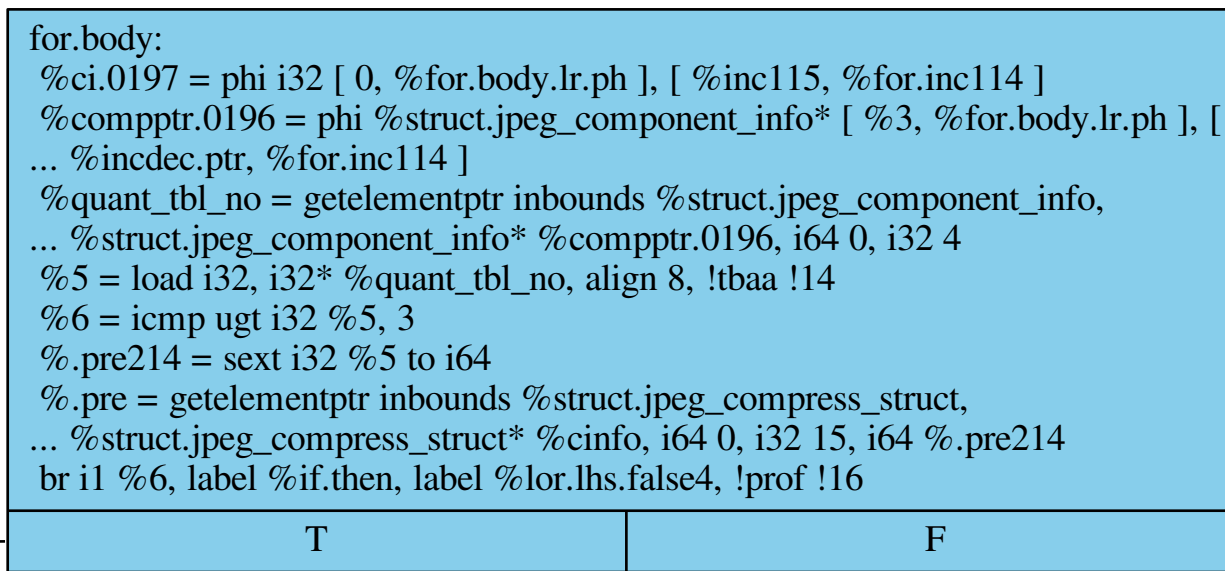 for.body:
%ci.0197 = phi i32 [ 0, %for.body.lr.ph ], [ %inc115, %for.inc114 ]
%compptr.0196 = phi %struct.jpeg_component_info* [ %3, %for.body.lr.ph ], [
... %incdec.ptr, %for.inc114 ]
%quant_tbl_no = getelementptr inbounds %struct.jpeg_component_info,
... %struct.jpeg_component_info* %compptr.0196, i64 0, i32 4
%5 = load i32, i32* %quant_tbl_no, align 8, !tbaa !14
%6 = icmp ugt i32 %5, 3
%.pre214 = sext i32 %5 to i64
%.pre = getelementptr inbounds %struct.jpeg_compress_struct,
... %struct.jpeg_compress_struct* %cinfo, i64 0, i32 15, i64 %.pre214
br i1 %6, label %if.then, label %lor.lhs.false4, !prof !16
T F